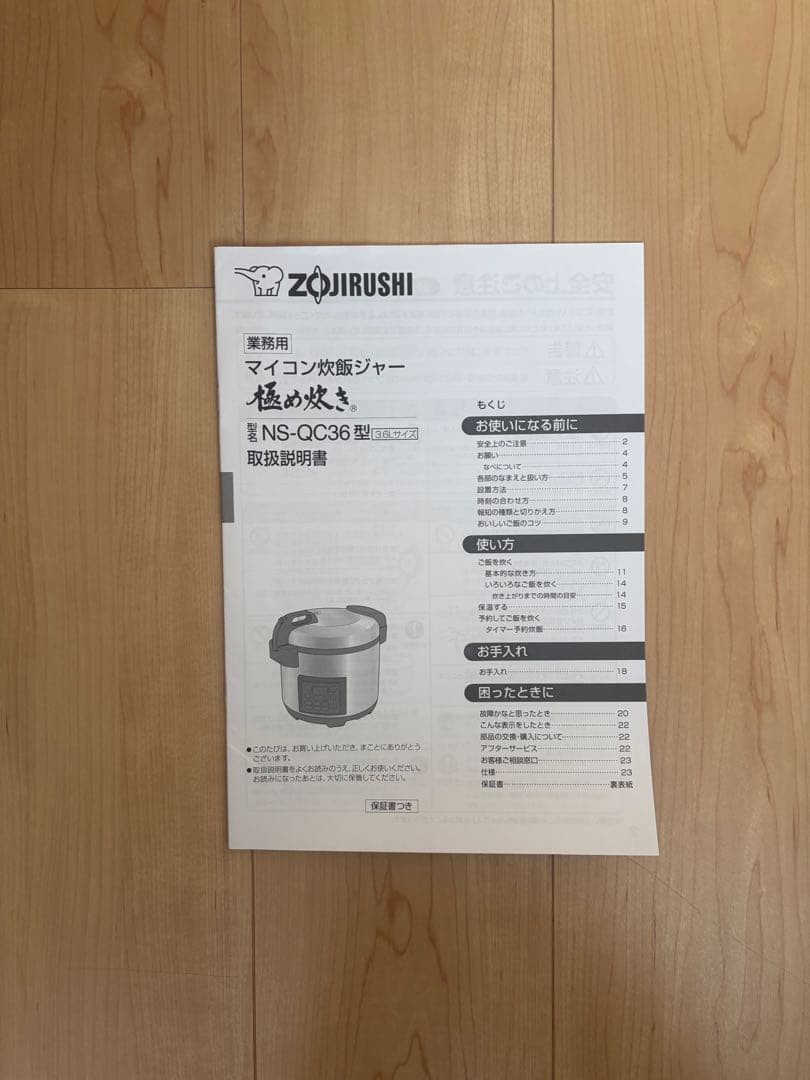 ZOJIRUSHI
業務用
マイコン炊飯ジャー
極め炊き®
型名 NS-QC36型 3.6Lサイズ
取扱説明書
●このたびは、お買い上げいただき、まことにありがとう
ございます。
●取扱説明書をよくお読みのうえ、正しくお使いください。
お読みになったあとは、大切に保管してください。
保証書つき
もくじ
お使いになる前に
安全上のご注意 2
お願い 4
なべについて 4
各部のなまえと扱い方 5
設置方法 7
時刻の合わせ方 8
報知の種類と切りかえ方 8
おいしいご飯のコツ 9
使い方
ご飯を炊く
基本的な炊き方 11
いろいろなご飯を炊く 14
炊き上がりまでの時間の目安 14
保温する 15
予約してご飯を炊く
タイマー予約炊飯 16
お手入れ
お手入れ 18
困ったときに
故障かなと思ったとき 20
こんな表示をしたとき 22
部品の交換・購入について 22
アフターサービス 22
お客様ご相談窓口 23
仕様 23
保証書 裏表紙